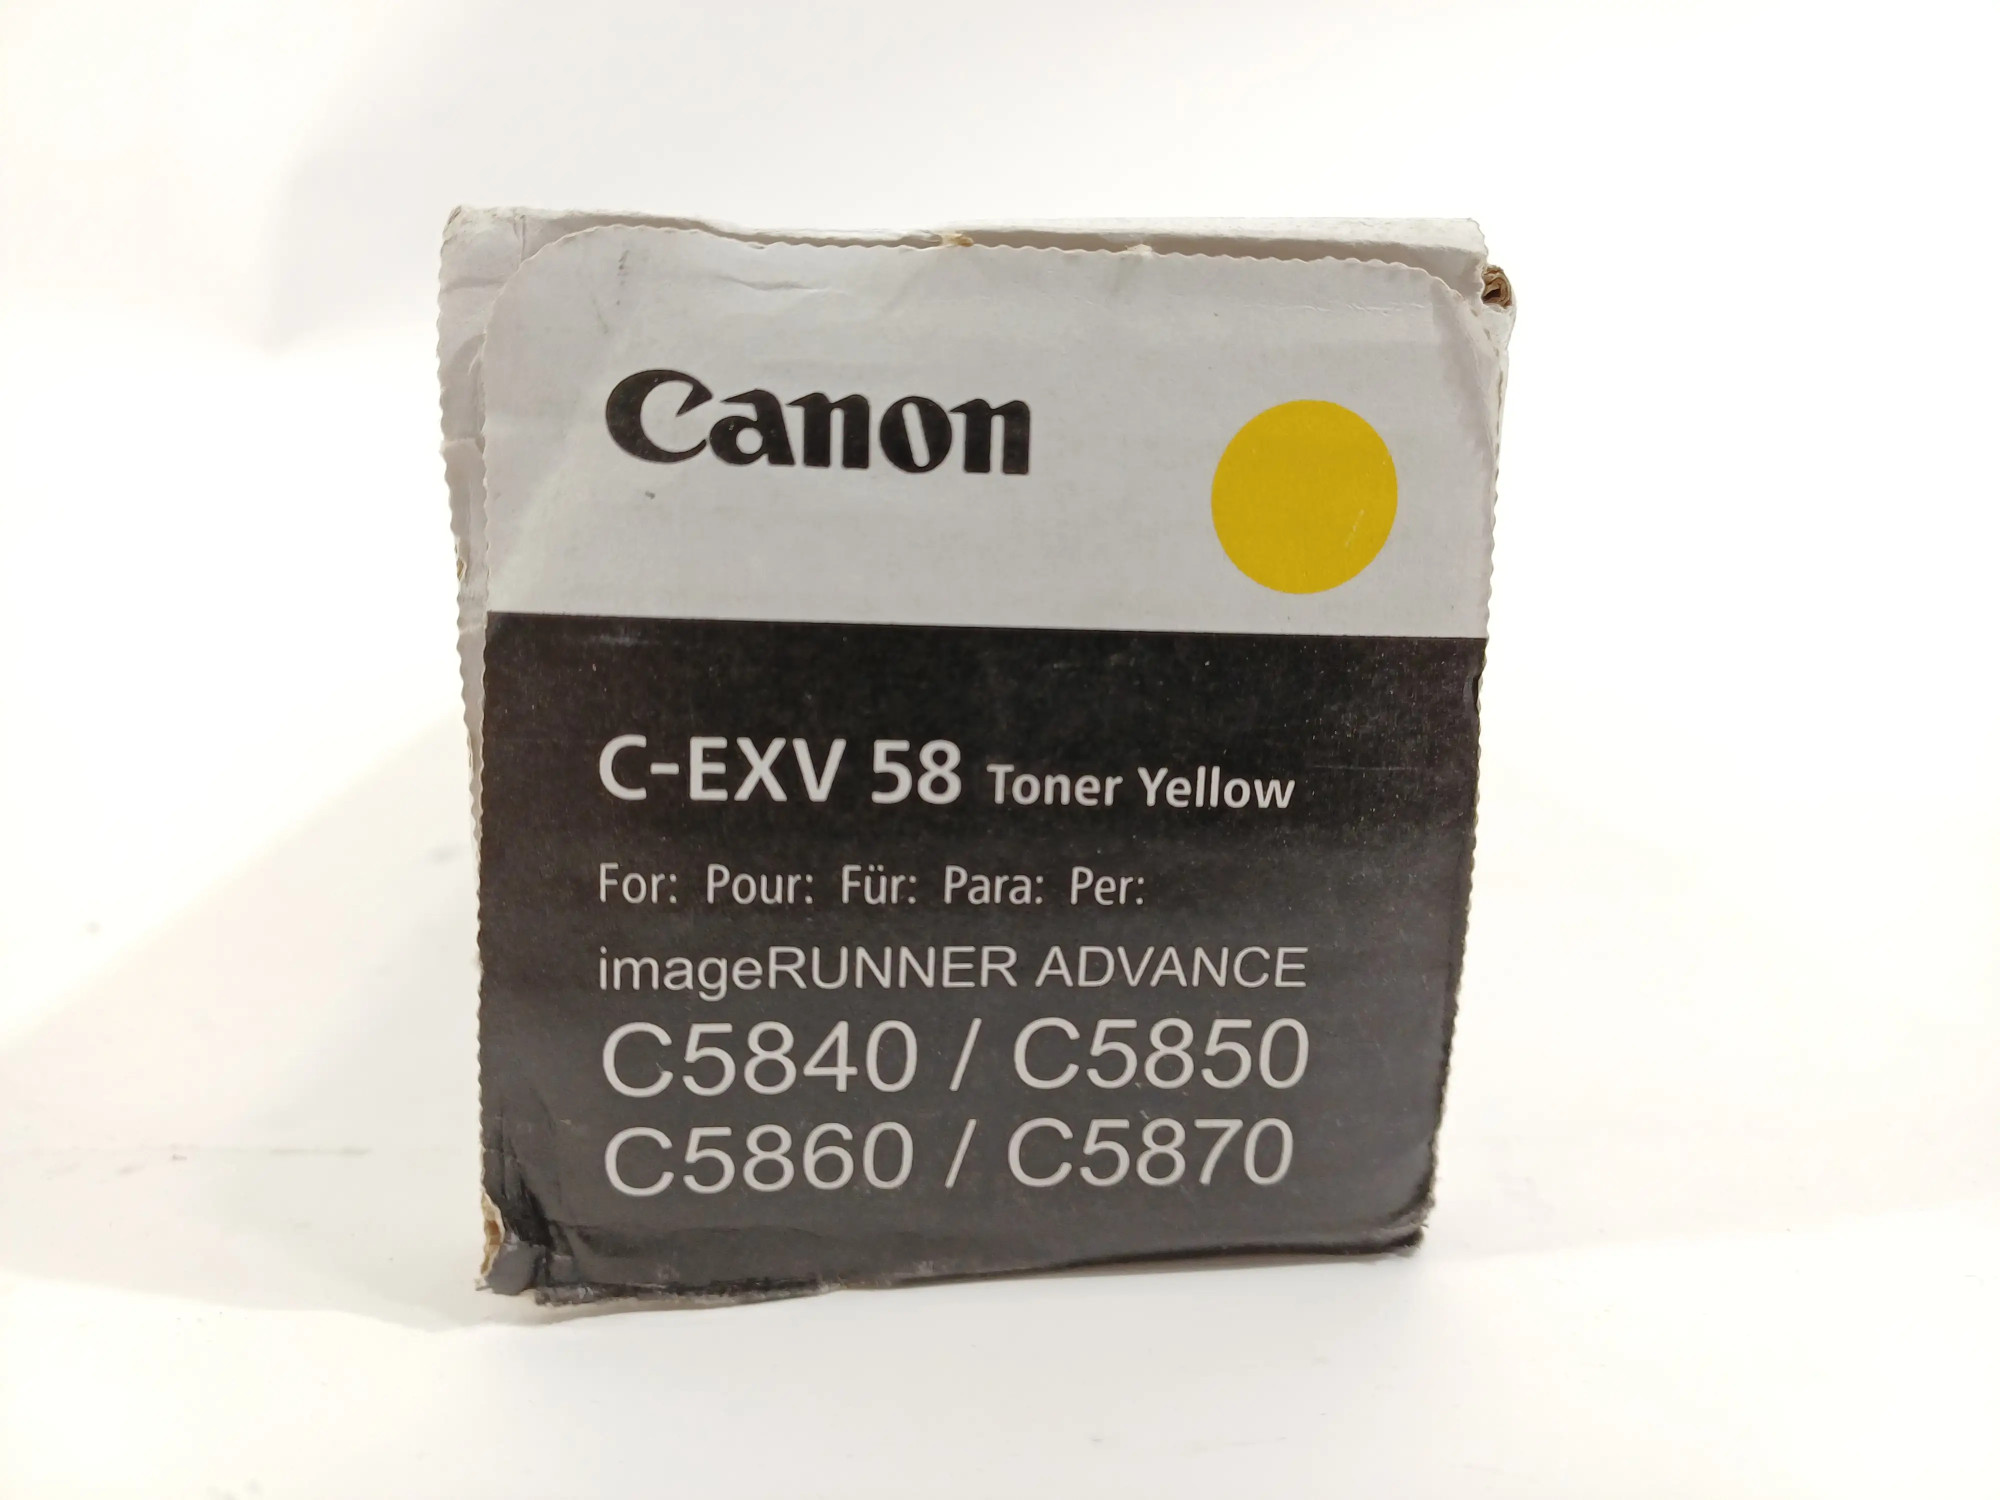 Canon
C-EXV 58 Toner Yellow
For: Pour: Für: Para: Per:
imageRUNNER ADVANCE
C5840 / C5850
C5860 / C5870